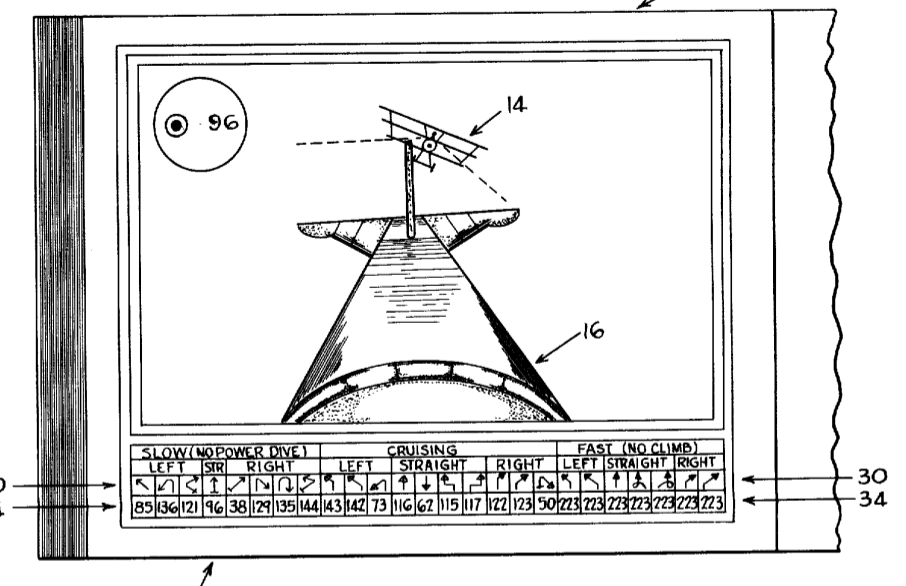 96
14
16
SLOW(NO POWER DIVE) CRUISING FAST (NO CLIMB)
LEFT STR RIGHT LEFT STRAIGHT RIGHT LEFT STRAIGHT RIGHT
30
85 136 121 96 38 129 135 144 143 142 73 116 62 115 117 122 123 50 223 223 223 223 223 223 223
34